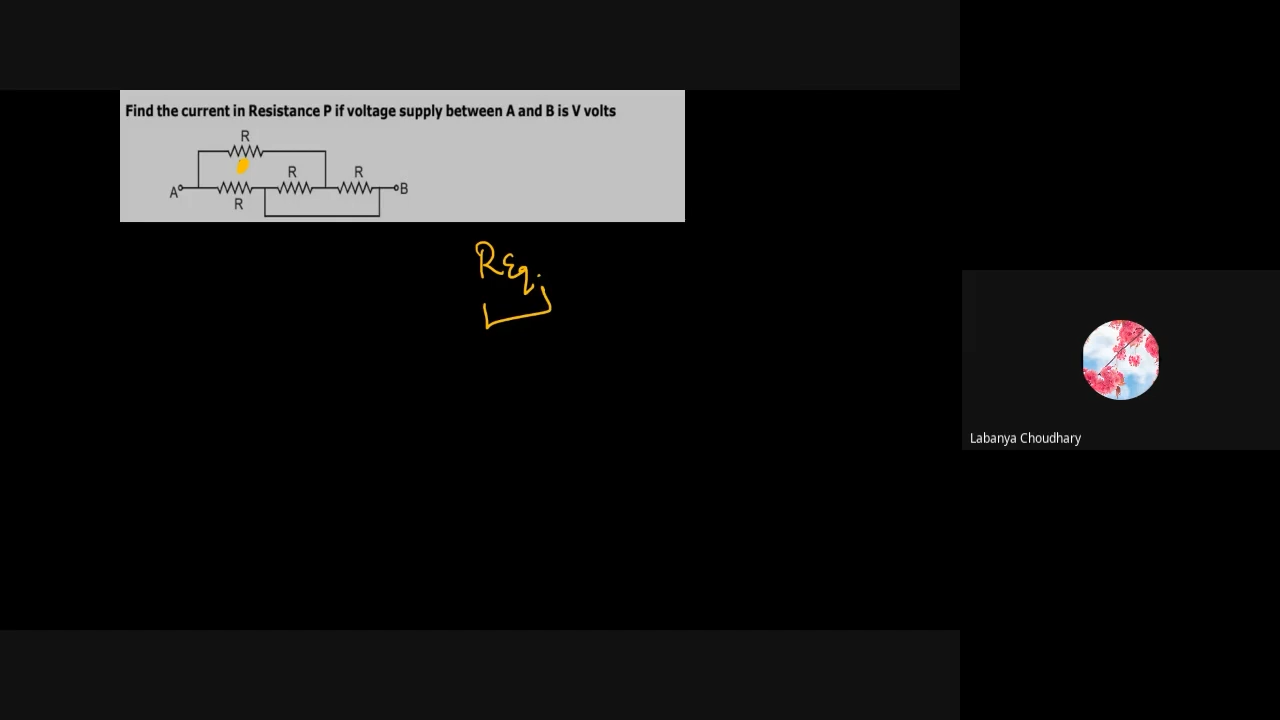 Find the current in Resistance P if voltage supply between A and B is V volts
R
R R
A B
R
REq.
Labanya Choudhary